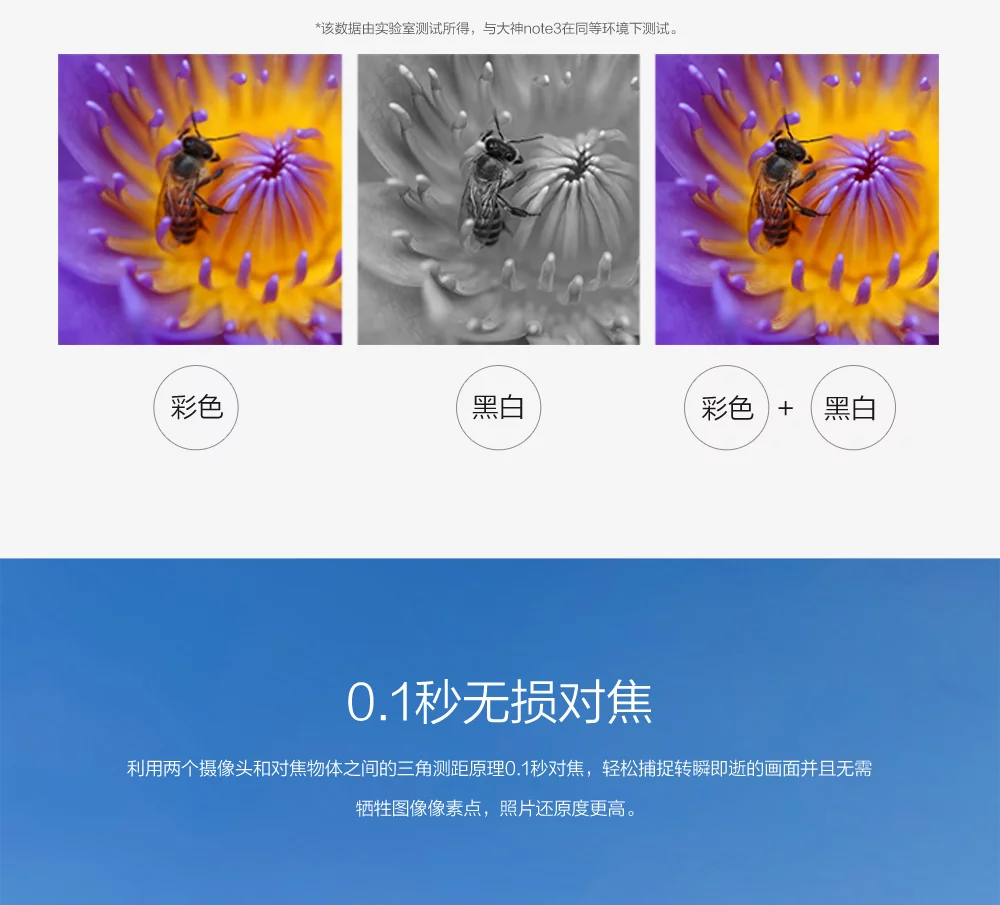 *该数据由实验室测试所得，与大神note3在同等环境下测试。
彩色
黑白
彩色 + 黑白
0.1秒无损对焦
利用两个摄像头和对焦物体之间的三角测距原理0.1秒对焦，轻松捕捉转瞬即逝的画面并且无需
牺牲图像像素点，照片还原度更高。